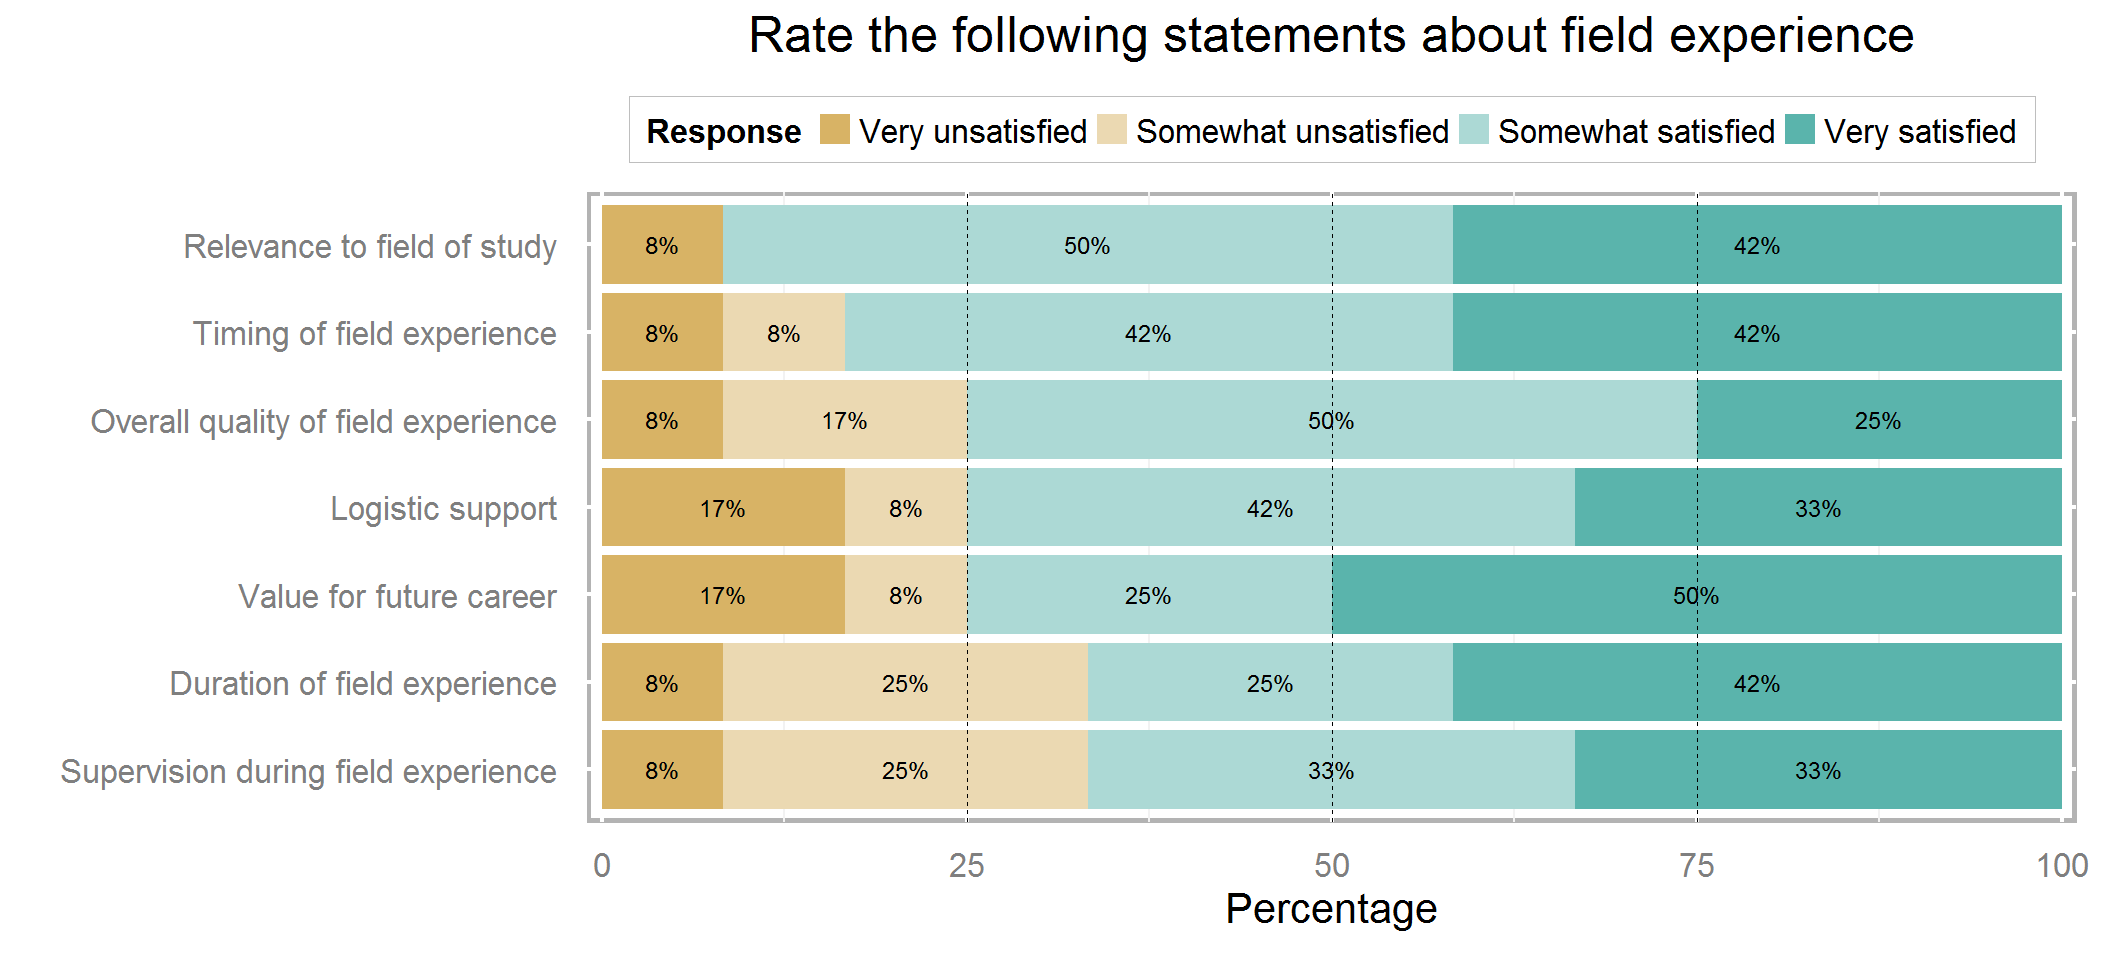 Rate the following statements about field experience
Response Very unsatisfied Somewhat unsatisfied Somewhat satisfied Very satisfied
Relevance to field of study 8% 50% 42%
Timing of field experience 8% 8% 42% 42%
Overall quality of field experience 8% 17% 50% 25%
Logistic support 17% 8% 42% 33%
Value for future career 17% 8% 25% 50%
Duration of field experience 8% 25% 25% 42%
Supervision during field experience 8% 25% 33% 33%
0 25 50 75 100
Percentage